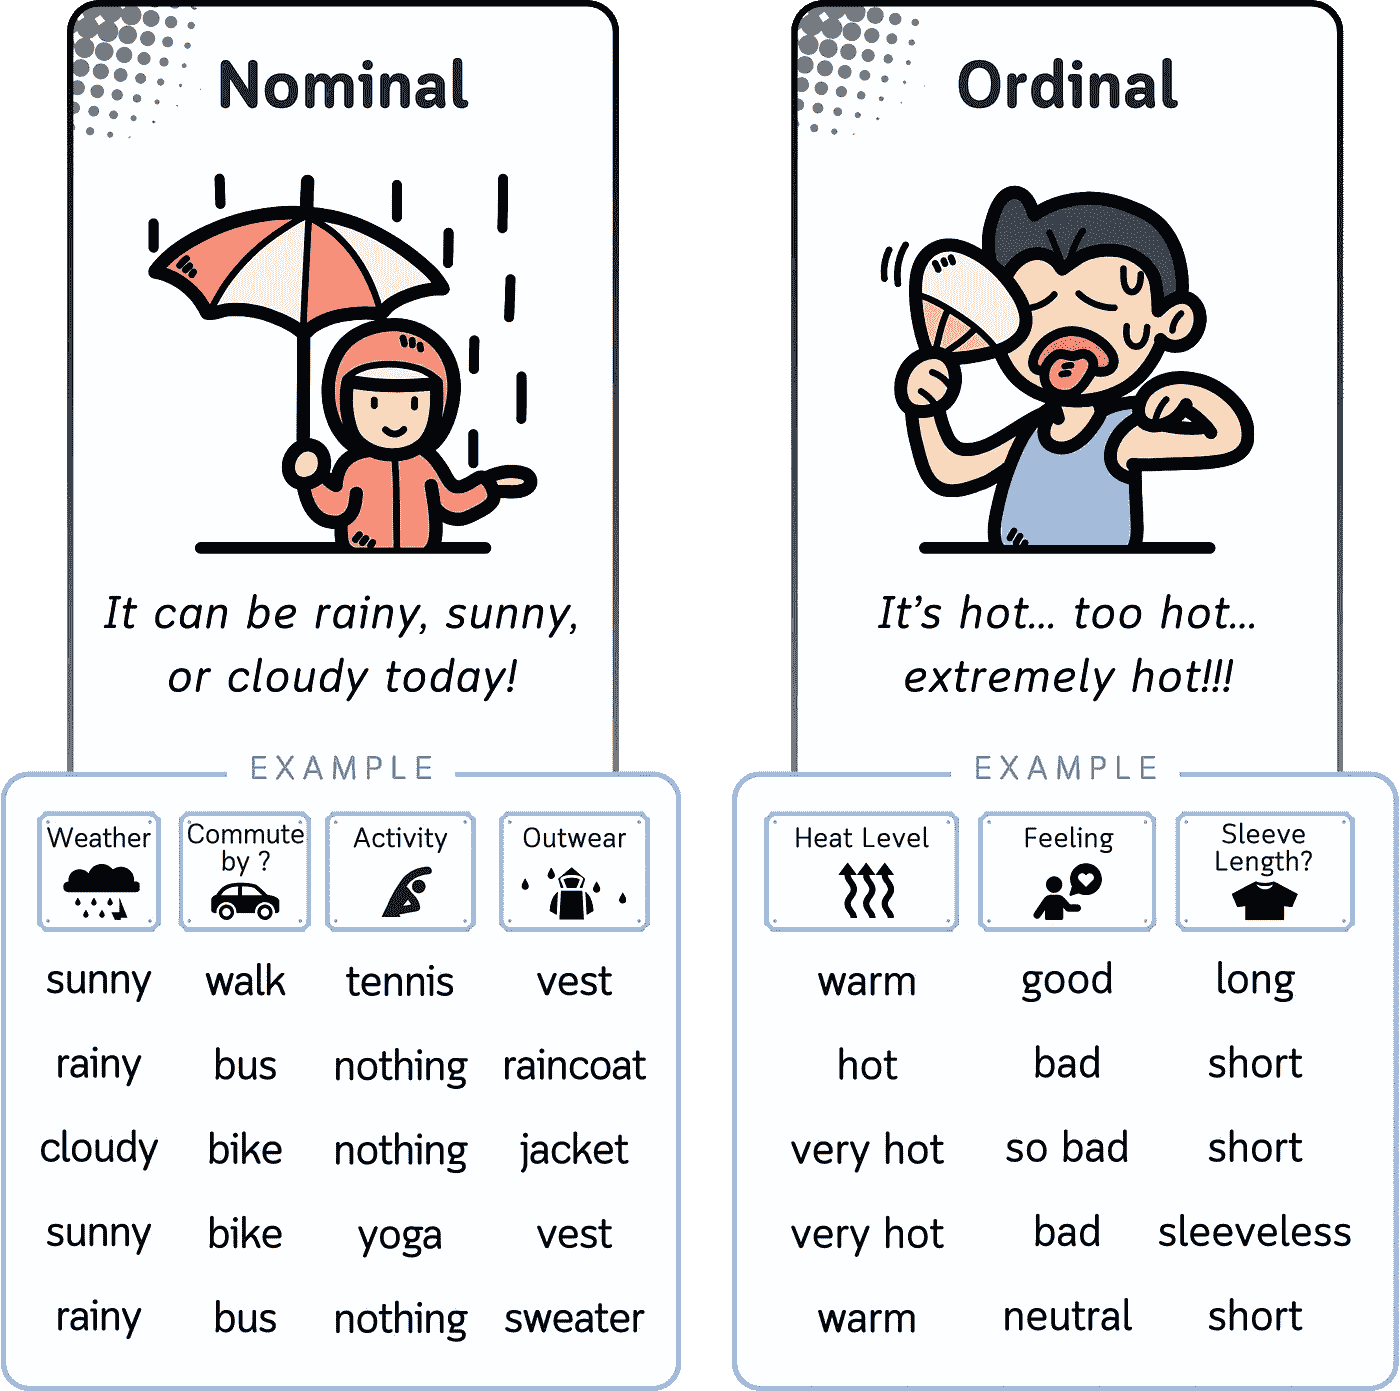 Nominal
It can be rainy, sunny,
or cloudy today!
EXAMPLE
Weather Commute by ? Activity Outwear
sunny walk tennis vest
rainy bus nothing raincoat
cloudy bike nothing jacket
sunny bike yoga vest
rainy bus nothing sweater
Ordinal
It's hot... too hot...
extremely hot!!!
EXAMPLE
Heat Level Feeling Sleeve Length?
warm good long
hot bad short
very hot so bad short
very hot bad sleeveless
warm neutral short